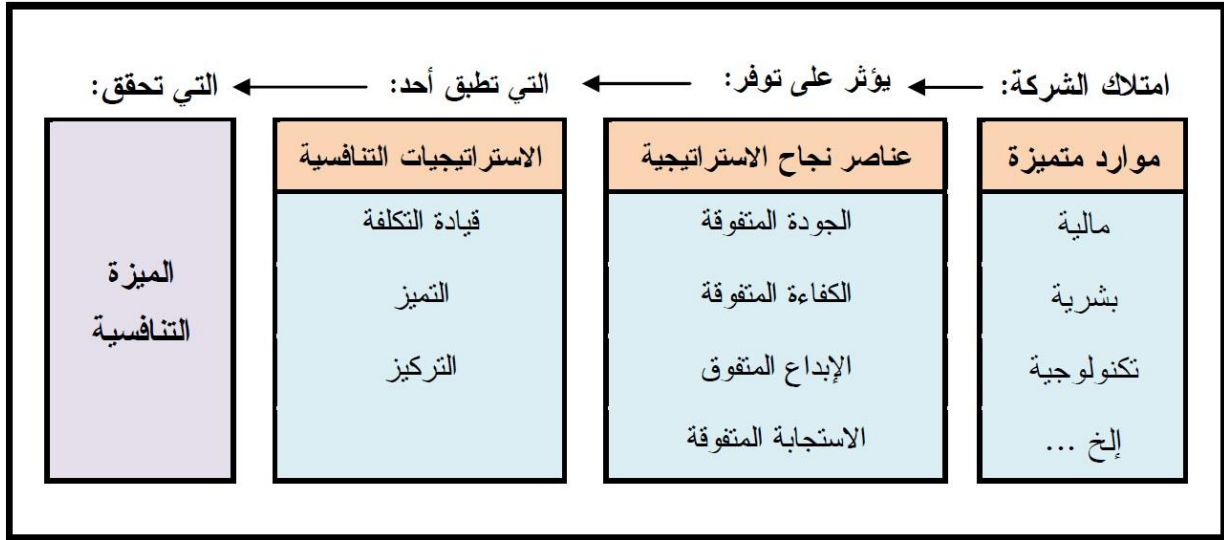 امتلاك الشركة: يؤثر على توفر: التي تطبق أحد: التي تحقق:
موارد متميزة
مالية
بشرية
تكنولوجية
إلخ ...
عناصر نجاح الاستراتيجية
الجودة المتفوقة
الكفاءة المتفوقة
الإبداع المتفوق
الاستجابة المتفوقة
الاستراتيجيات التنافسية
قيادة التكلفة
التميز
التركيز
الميزة
التنافسية